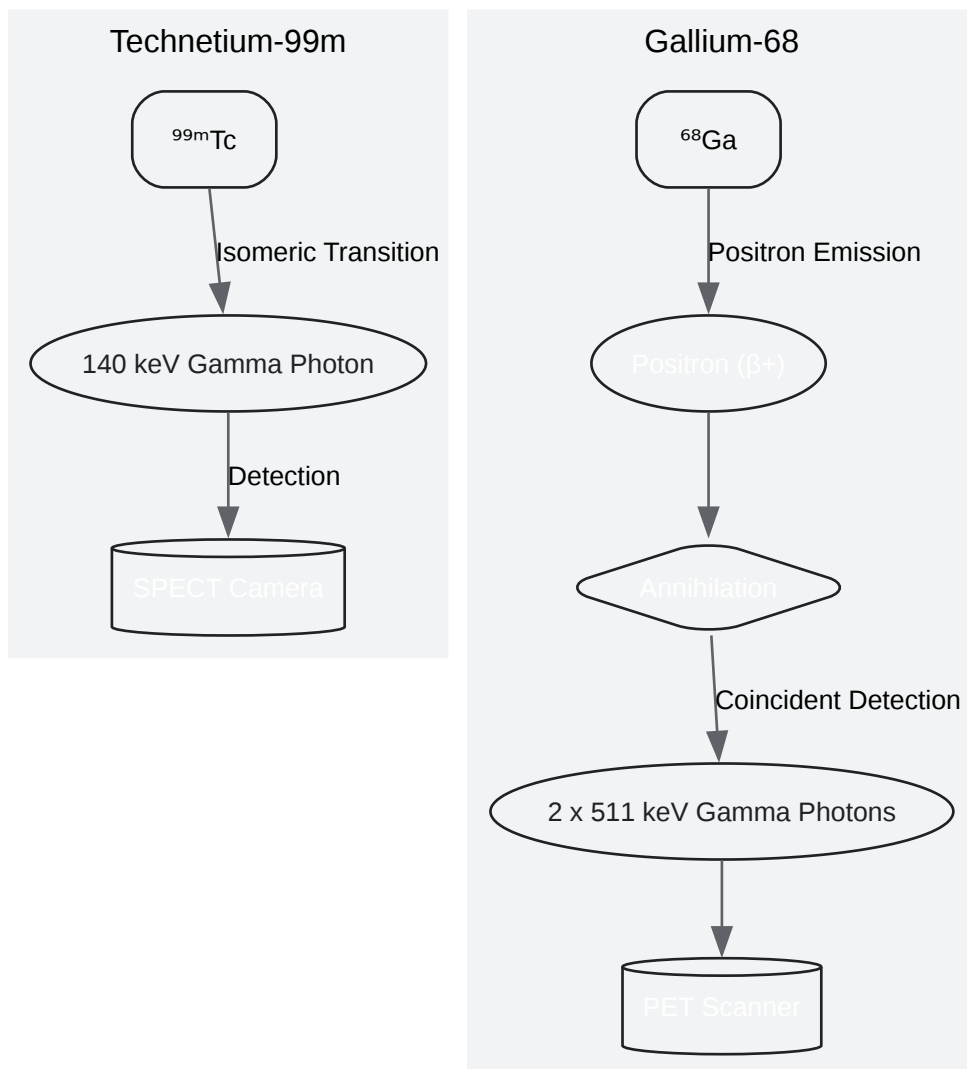 Technetium-99m
⁹⁹ᵐTc
Isomeric Transition
140 keV Gamma Photon
Detection
SPECT Camera
Gallium-68
⁶⁸Ga
Positron Emission
Positron (β+)
Annihilation
Coincident Detection
2 x 511 keV Gamma Photons
PET Scanner